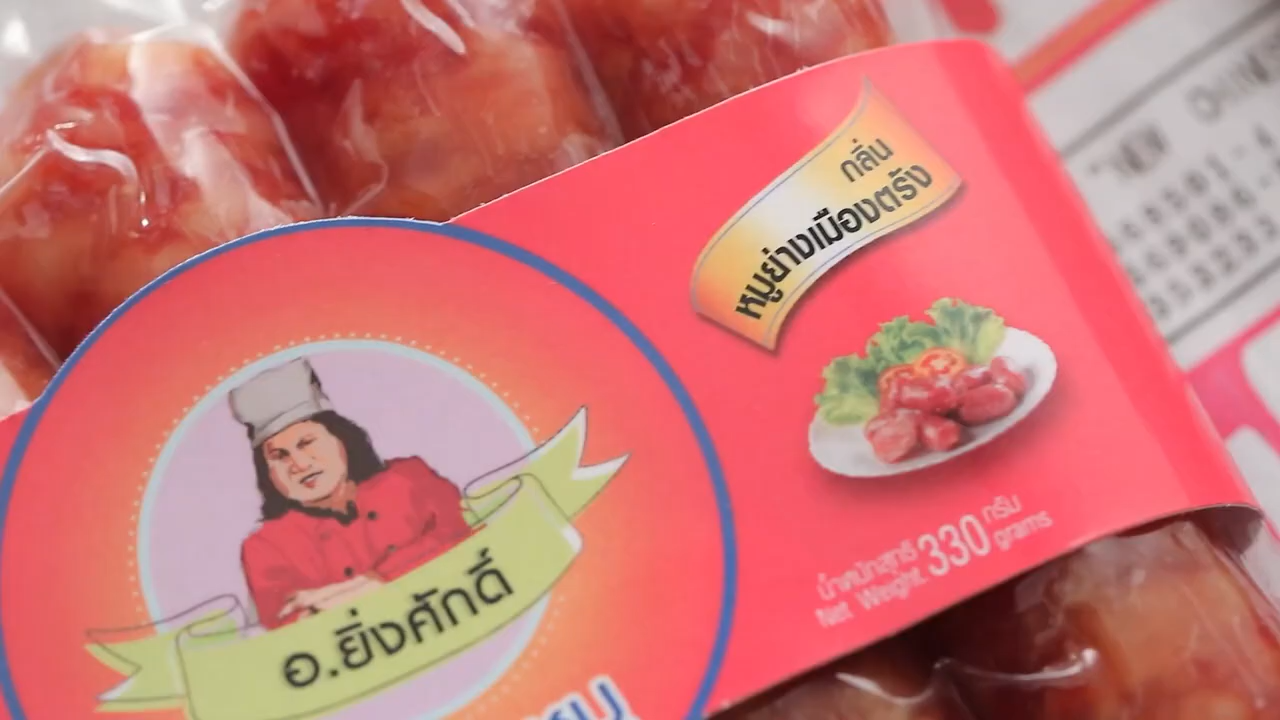 กลิ่น
หมูย่างเมืองตรัง
อ.ยิ่งศักดิ์
น้ำหนักสุทธิ 330 กรัม
Net Weight. grams